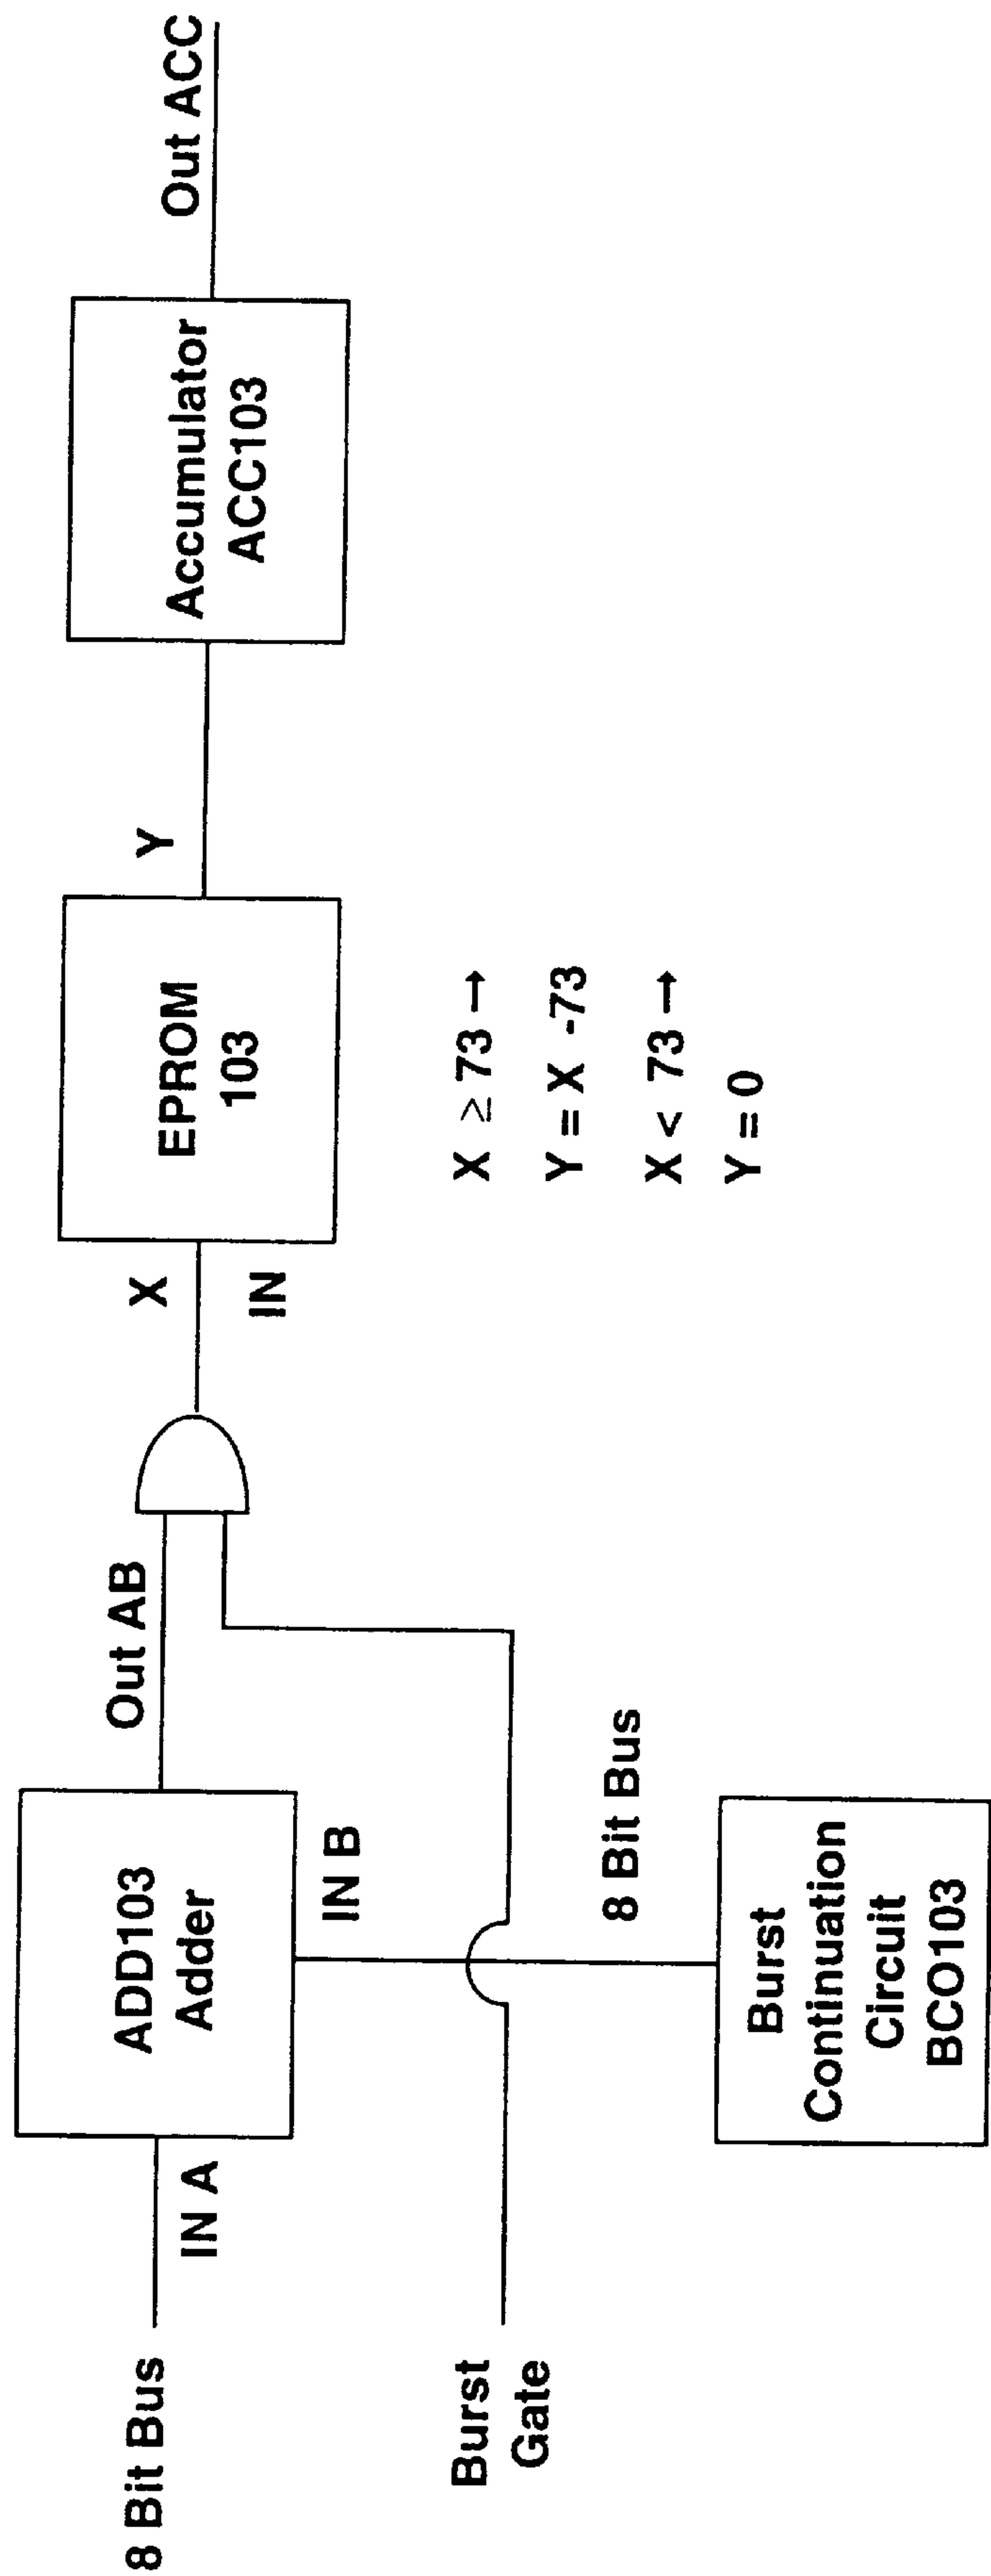 8 Bit Bus
IN A
ADD103
Adder
Out AB
IN B
Burst
Gate
8 Bit Bus
Burst
Continuation
Circuit
BCO103
X
IN
EPROM
103
Y
X ≥ 73 →
Y = X -73
X < 73 →
Y = 0
Accumulator
ACC103
Out ACC